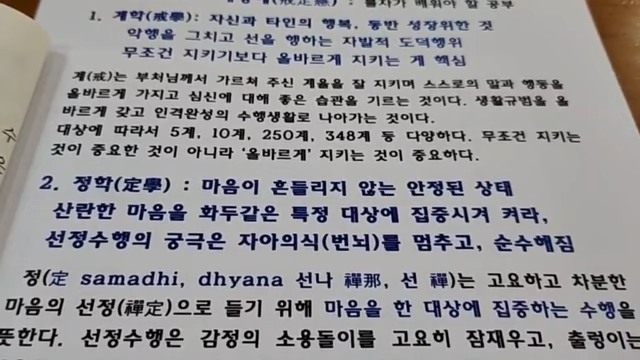 (戒定慧) : 불자가 배워야 할 공부
1. 계학(戒學): 자신과 타인의 행복, 동반 성장위한 것
악행을 그치고 선을 행하는 자발적 도덕행위
무조건 지키기보다 올바르게 지키는 게 핵심
계(戒)는 부처님께서 가르쳐 주신 계율을 잘 지키며 스스로의 말과 행동을
올바르게 가지고 심신에 대해 좋은 습관을 기르는 것이다. 생활규범을 올
바르게 갖고 인격완성의 수행생활로 나아가는 것이다.
대상에 따라서 5계, 10계, 250계, 348계 등 다양하다. 무조건 지키는
것이 중요한 것이 아니라 '올바르게' 지키는 것이 중요하다.
2. 정학(定學) : 마음이 흔들리지 않는 안정된 상태
산란한 마음을 화두같은 특정 대상에 집중시겨 켜라,
선정수행의 궁극은 자아의식(번뇌)를 멈추고, 순수해짐
정(定 samadhi, dhyana 선나 禪那, 선 禪)는 고요하고 차분한
마음의 선정(禪定)으로 들기 위해 마음을 한 대상에 집중하는 수행을
뜻한다. 선정수행은 감정의 소용돌이를 고요히 잠재우고, 출렁이는